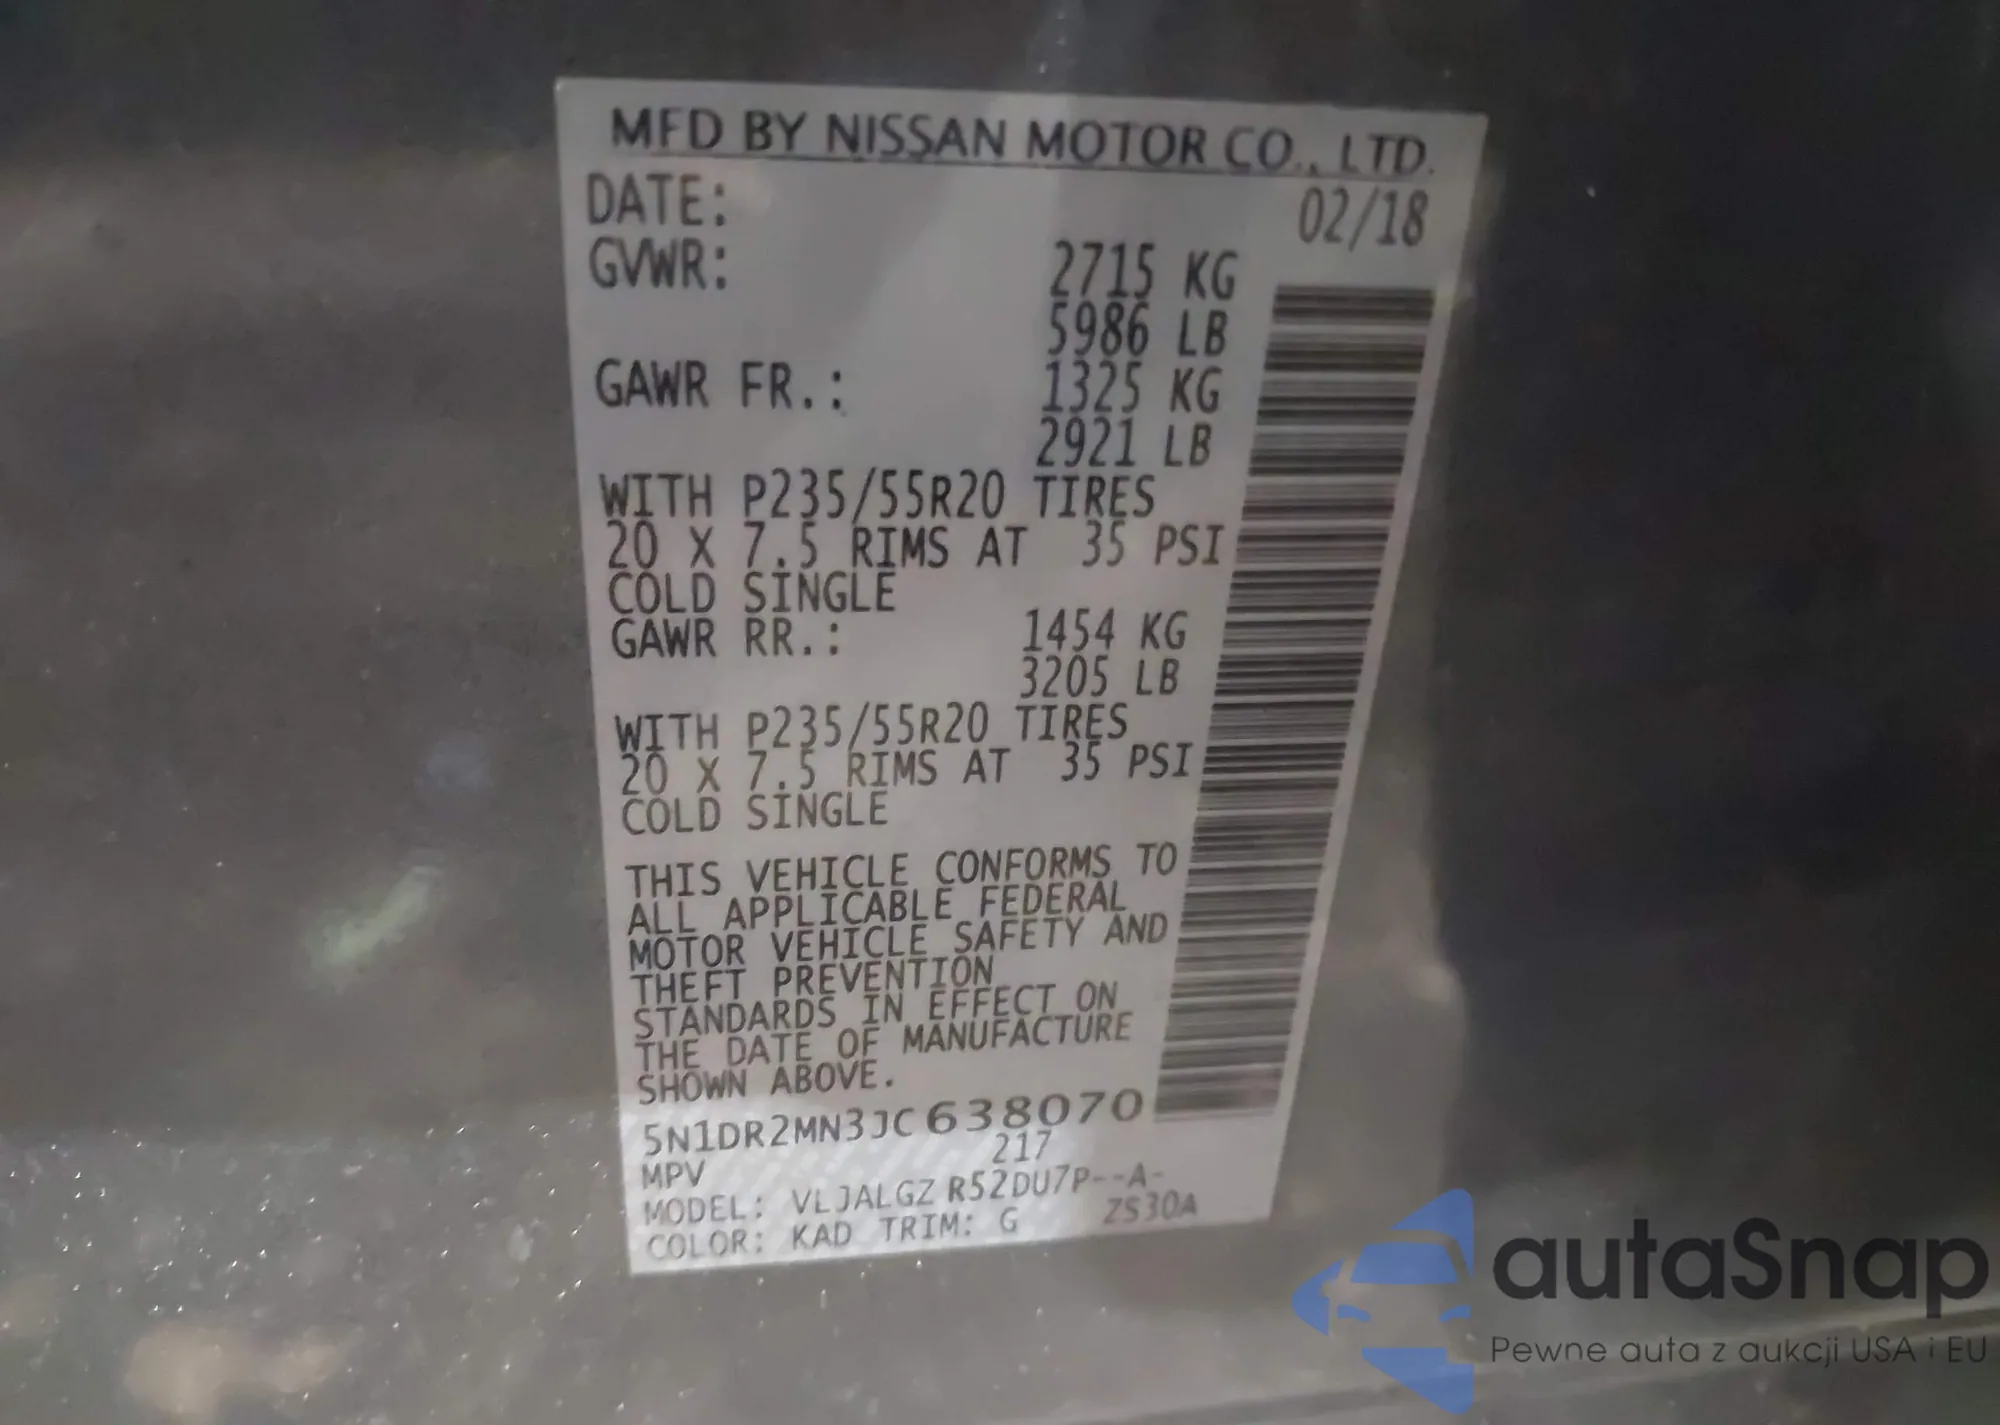 MFD BY NISSAN MOTOR CO., LTD.
DATE: 02/18
GVWR: 2715 KG
5986 LB
GAWR FR.: 1325 KG
2921 LB
WITH P235/55R20 TIRES
20 X 7.5 RIMS AT 35 PSI
COLD SINGLE
GAWR RR.: 1454 KG
3205 LB
WITH P235/55R20 TIRES
20 X 7.5 RIMS AT 35 PSI
COLD SINGLE
THIS VEHICLE CONFORMS TO
ALL APPLICABLE FEDERAL
MOTOR VEHICLE SAFETY AND
THEFT PREVENTION
STANDARDS IN EFFECT ON
THE DATE OF MANUFACTURE
SHOWN ABOVE.
5N1DR2MN3JC638070
217
MPV
MODEL: VLJALGZ R52DU7P--A-
COLOR: KAD TRIM: G ZS30A
autaSnap
Pewne auta z aukcji USA i EU